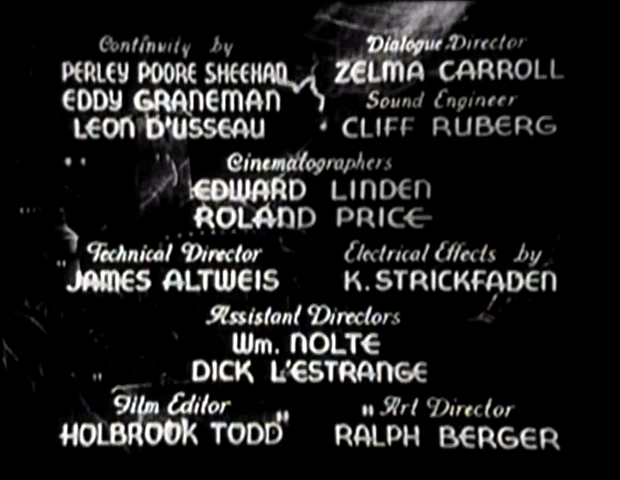 Continuity by
PERLEY POORE SHEEHAN
EDDY GRANEMAN
LEON D'USSEAU
Dialogue Director
ZELMA CARROLL
Sound Engineer
CLIFF RUBERG
Cinematographers
EDWARD LINDEN
ROLAND PRICE
Technical Director
JAMES ALTWEIS
Electrical Effects by
K. STRICKFADEN
Assistant Directors
Wm. NOLTE
DICK L'ESTRANGE
Film Editor
HOLBROOK TODD
Art Director
RALPH BERGER